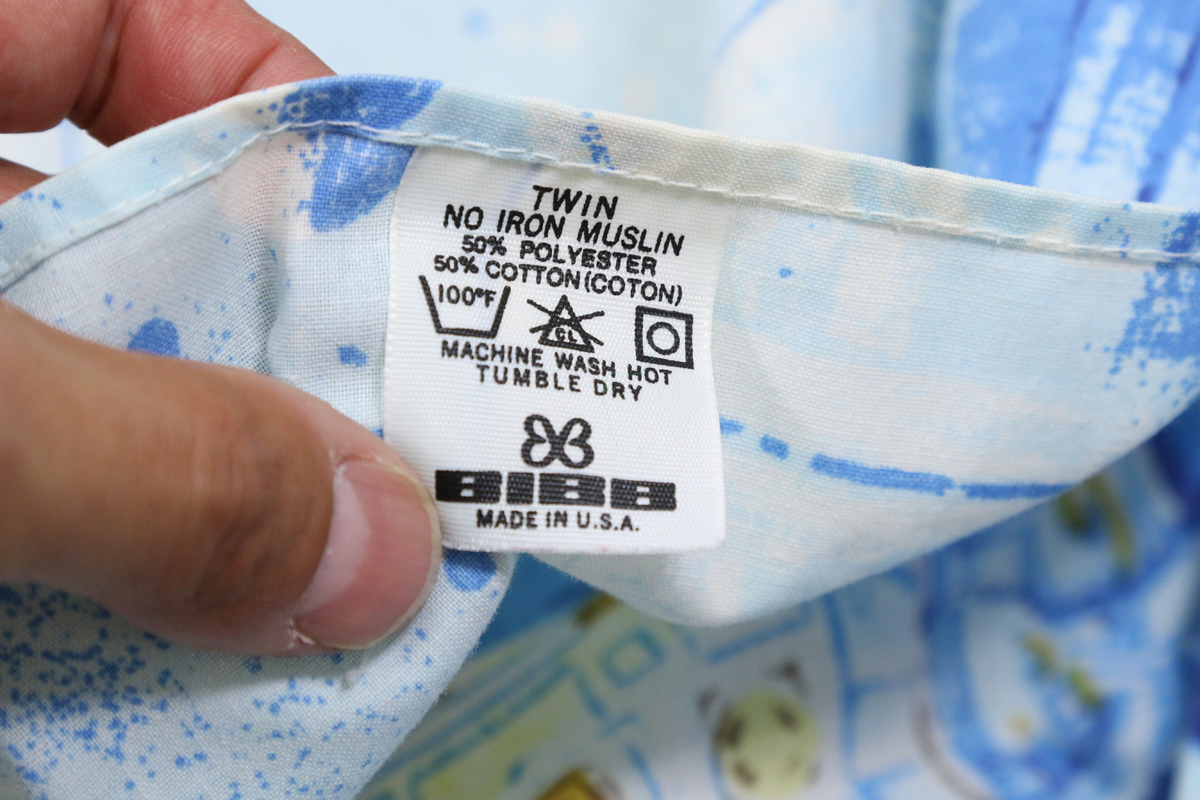 TWIN
NO IRON MUSLIN
50% POLYESTER
50% COTTON (COTON)
100°F CL
MACHINE WASH HOT
TUMBLE DRY
BIBB
MADE IN U.S.A.